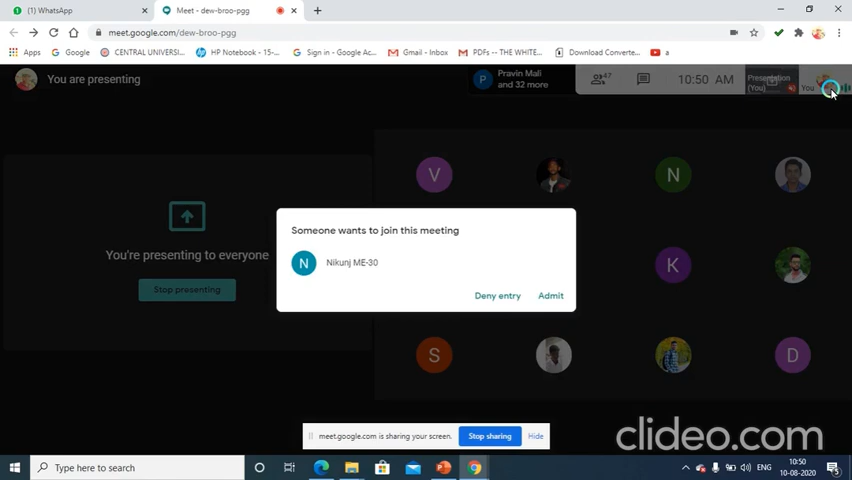 1 WhatsApp
Meet - dew-broo-pgg
meet.google.com/dew-broo-pgg
Apps
Google
CENTRAL UNIVERSI...
HP Notebook - 15-...
Sign in - Google Ac...
Gmail - Inbox
PDFs -- THE WHITE...
Download Converte...
a
You are presenting
P
Pravin Mali
and 32 more
47
10:50 AM
Presentation
(You)
You
V
N
Someone wants to join this meeting
You're presenting to everyone
N
Nikunj ME-30
K
Stop presenting
Deny entry
Admit
S
D
meet.google.com is sharing your screen.
Stop sharing
Hide
clideo.com
Type here to search
ENG
10:50
10-08-2020
5